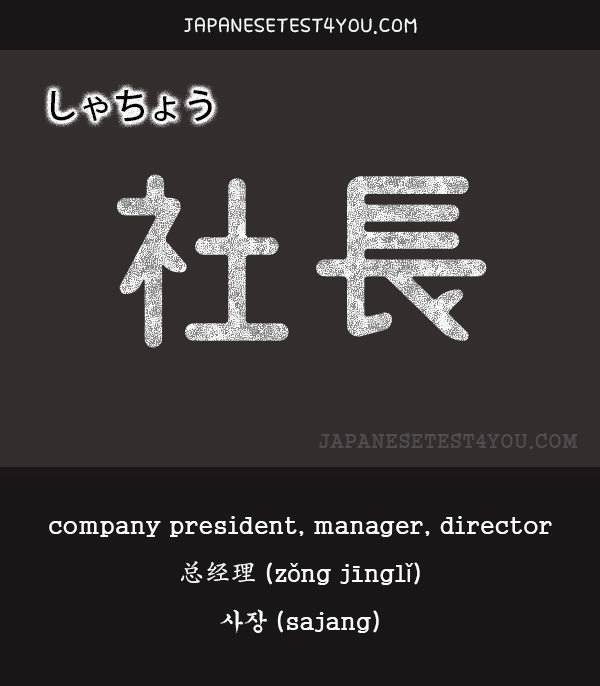 JAPANESETEST4YOU.COM
しゃちょう
社長
JAPANESETEST4YOU.COM
company president, manager, director
总经理 (zǒng jīnglǐ)
사장 (sajang)